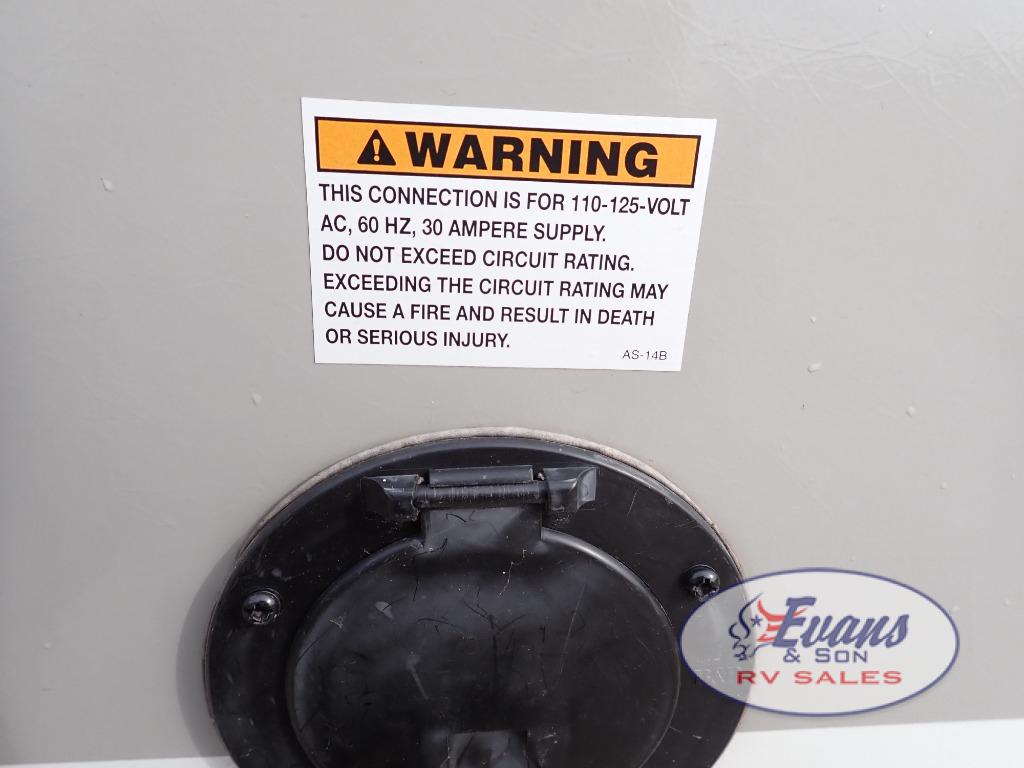 WARNING
THIS CONNECTION IS FOR 110-125-VOLT
AC, 60 HZ, 30 AMPERE SUPPLY.
DO NOT EXCEED CIRCUIT RATING.
EXCEEDING THE CIRCUIT RATING MAY
CAUSE A FIRE AND RESULT IN DEATH
OR SERIOUS INJURY.
AS-14B
Evans
& SON
RV SALES